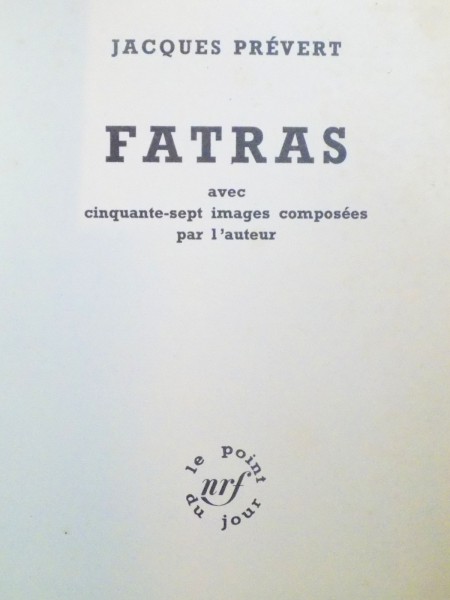 JACQUES PRÉVERT
FATRAS
avec
cinquante-sept images composées
par l'auteur
le point
nrf
du jour